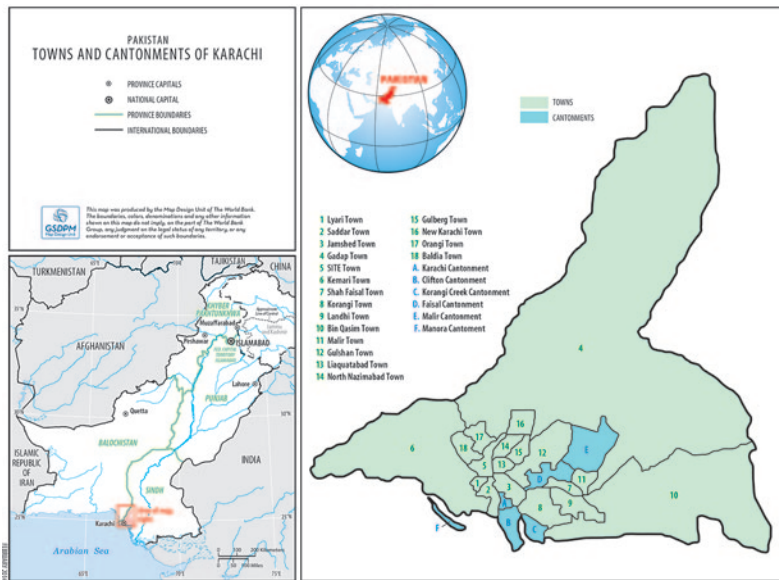 PAKISTAN
TOWNS AND CANTONMENTS OF KARACHI
PROVINCE CAPITALS
NATIONAL CAPITAL
PROVINCE BOUNDARIES
INTERNATIONAL BOUNDARIES
GSDPM
Map Design Unit
This map was produced by the Map Design Unit of The World Bank.
The boundaries, colors, denominations and any other information
shown on this map do not imply, on the part of The World Bank
Group, any judgment on the legal status of any territory, or any
endorsement or acceptance of such boundaries.
PAKISTAN
TOWNS
CANTONMENTS
1 Lyari Town
2 Saddar Town
3 Jamshed Town
4 Gadap Town
5 SITE Town
6 Kemari Town
7 Shah Faisal Town
8 Korangi Town
9 Landhi Town
10 Bin Qasim Town
11 Malir Town
12 Gulshan Town
13 Liaquatabad Town
14 North Nazimabad Town
15 Gulberg Town
16 New Karachi Town
17 Orangi Town
18 Baldia Town
A. Karachi Cantonment
B. Clifton Cantonment
C. Korangi Creek Cantonment
D. Faisal Cantonment
E. Malir Cantonment
F. Manora Cantoment
4
16
17
14
15
12
E
18
6
5
13
D
11
7
1
2
3
A
8
9
10
F
B
C
TURKMENISTAN
TAJIKISTAN
CHINA
KHYBER
PAKHTUNKHWA
Muzaffarabad
Peshawar
ISLAMABAD
AFGHANISTAN
Lahore
PUNJAB
Quetta
BALOCHISTAN
ISLAMIC
REPUBLIC
OF
IRAN
INDIA
SINDH
Karachi
Arabian Sea
0 100 200 Kilometers